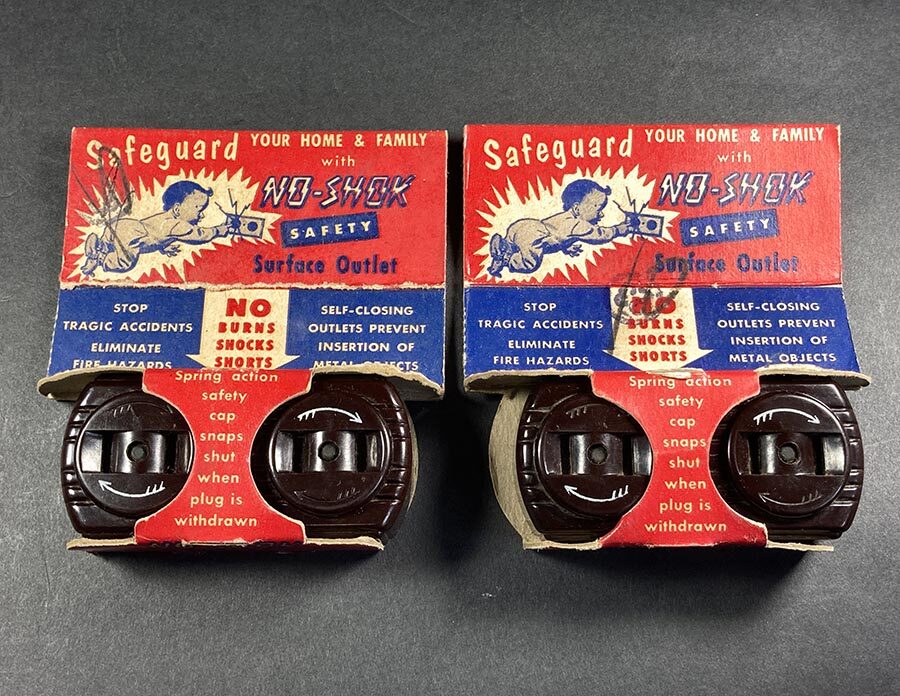 Safeguard YOUR HOME & FAMILY
with
NO-SHOK
SAFETY
Surface Outlet
STOP
TRAGIC ACCIDENTS
ELIMINATE
FIRE HAZARDS
NO
BURNS
SHOCKS
SHORTS
SELF-CLOSING
OUTLETS PREVENT
INSERTION OF
METAL OBJECTS
Spring action
safety
cap
snaps
shut
when
plug is
withdrawn
Safeguard YOUR HOME & FAMILY
with
NO-SHOK
SAFETY
Surface Outlet
STOP
TRAGIC ACCIDENTS
ELIMINATE
FIRE HAZARDS
NO
BURNS
SHOCKS
SHORTS
SELF-CLOSING
OUTLETS PREVENT
INSERTION OF
METAL OBJECTS
Spring action
safety
cap
snaps
shut
when
plug is
withdrawn